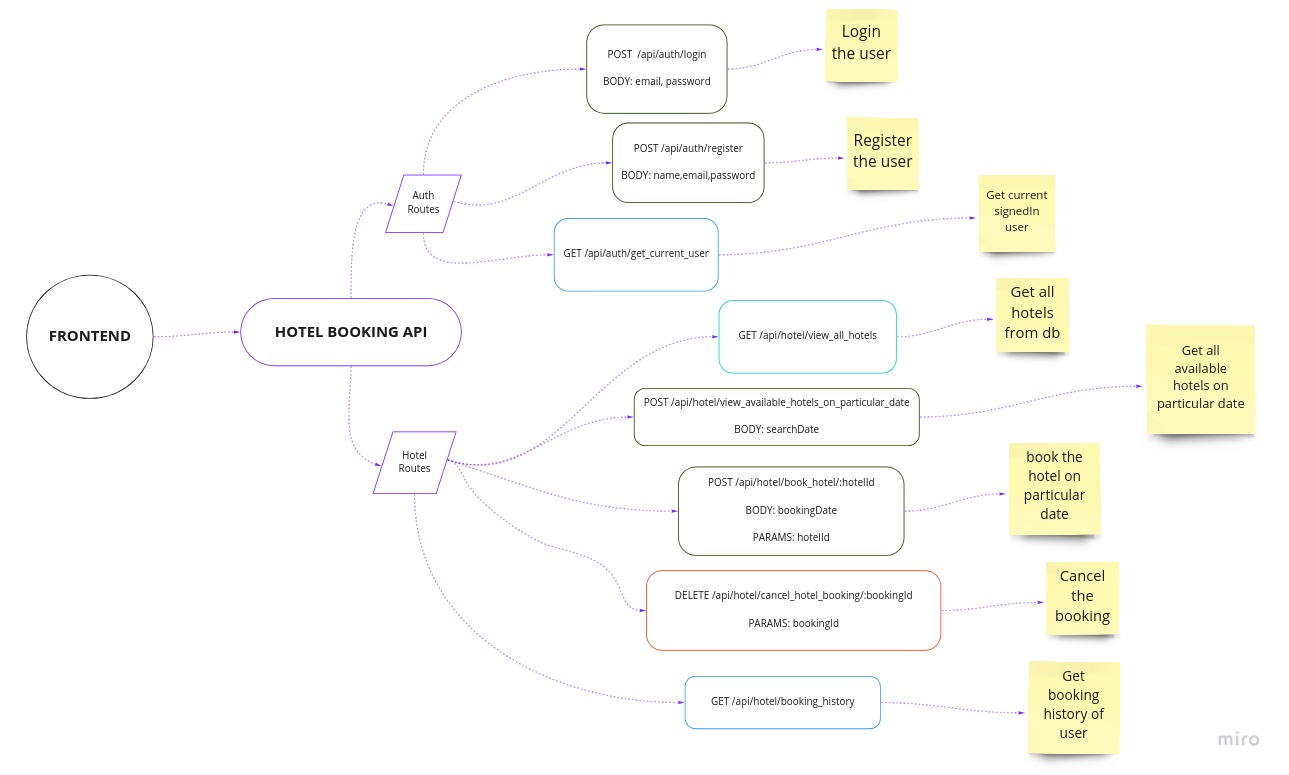 FRONTEND
HOTEL BOOKING API
Auth
Routes
POST  /api/auth/login
BODY: email, password
Login
the user
POST /api/auth/register
BODY: name,email,password
Register
the user
GET /api/auth/get_current_user
Get current
signedIn
user
Hotel
Routes
GET /api/hotel/view_all_hotels
Get all
hotels
from db
POST /api/hotel/view_available_hotels_on_particular_date
BODY: searchDate
Get all
available
hotels on
particular date
POST /api/hotel/book_hotel/:hotelId
BODY: bookingDate
PARAMS: hotelId
book the
hotel on
particular
date
DELETE /api/hotel/cancel_hotel_booking/:bookingId
PARAMS: bookingId
Cancel
the
booking
GET /api/hotel/booking_history
Get
booking
history of
user
miro